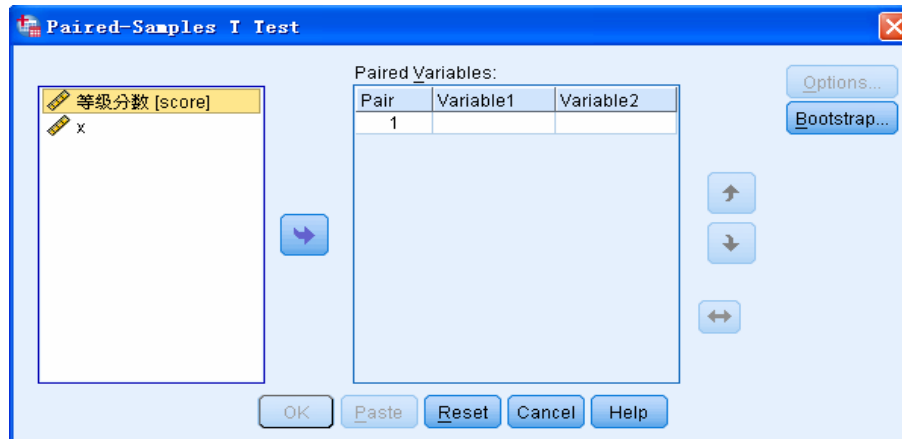 Paired-Samples T Test
等级分数 [score]
x
Paired Variables:
Pair Variable1 Variable2
1
Options...
Bootstrap...
OK Paste Reset Cancel Help